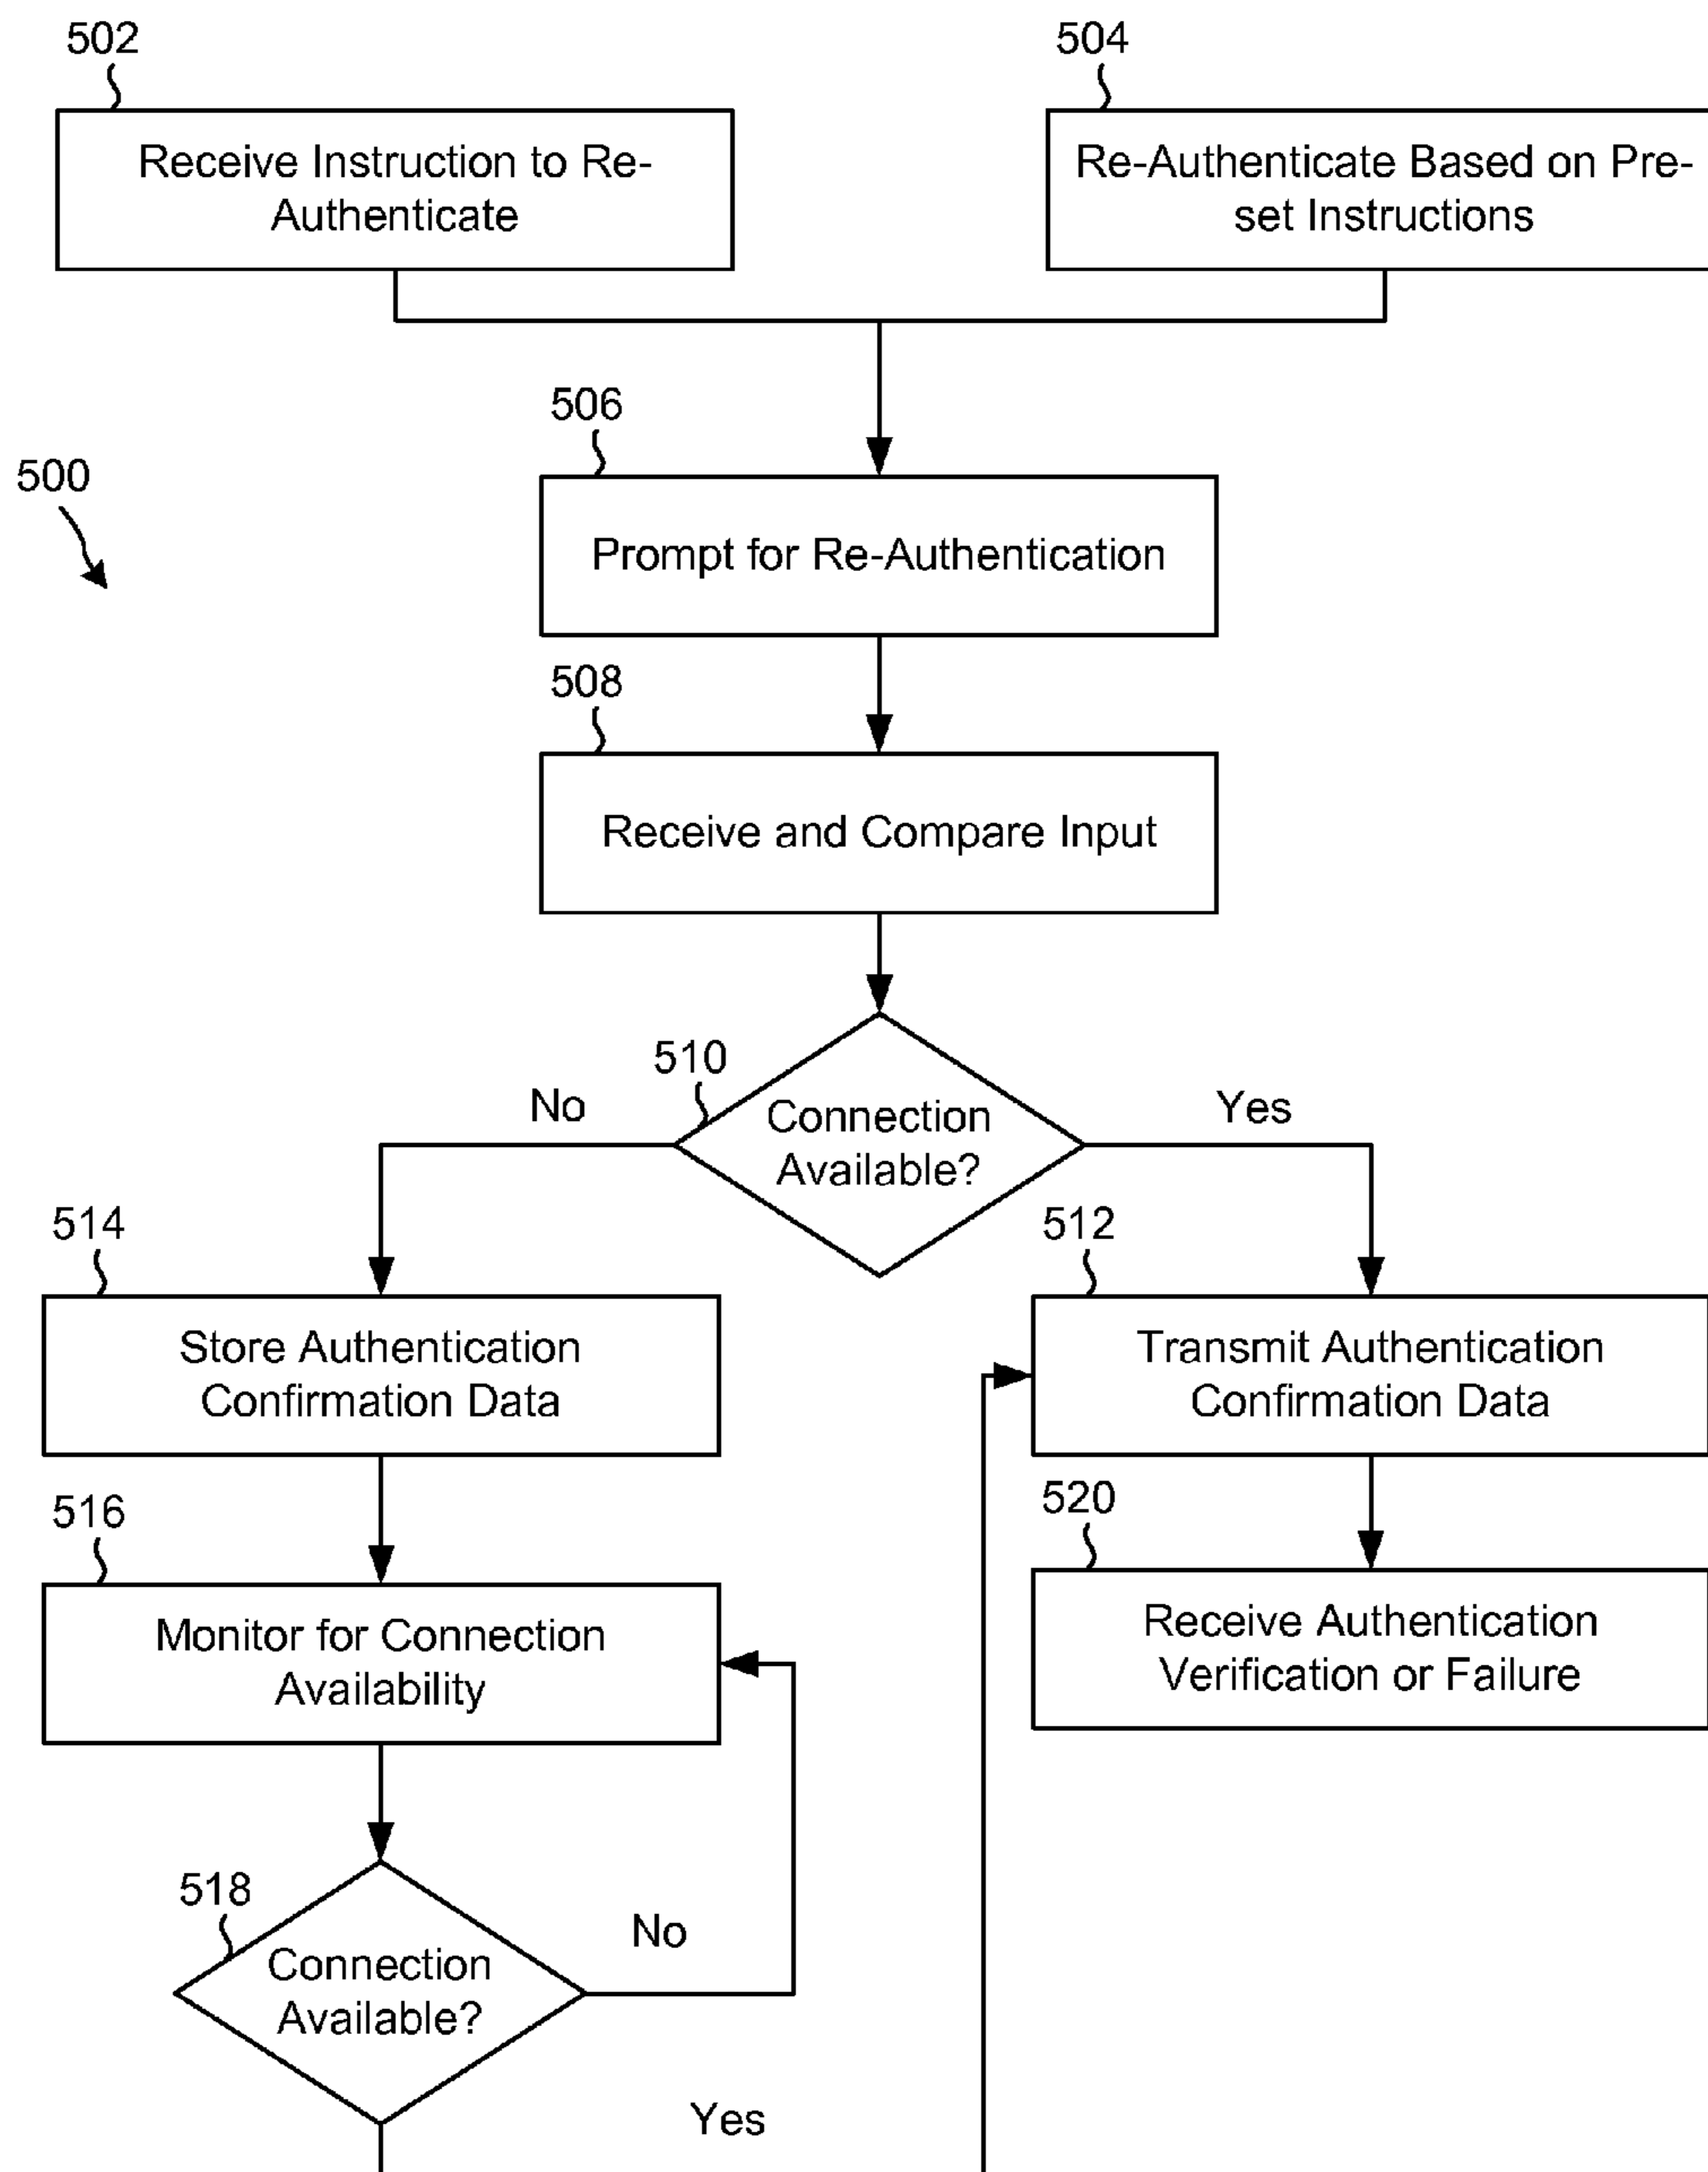 502
504
Receive Instruction to Re-
Authenticate
Re-Authenticate Based on Pre-
set Instructions
506
500
Prompt for Re-Authentication
508
Receive and Compare Input
510
No
Yes
Connection
Available?
514
512
Store Authentication
Confirmation Data
Transmit Authentication
Confirmation Data
516
520
Monitor for Connection
Availability
Receive Authentication
Verification or Failure
518
No
Connection
Available?
Yes